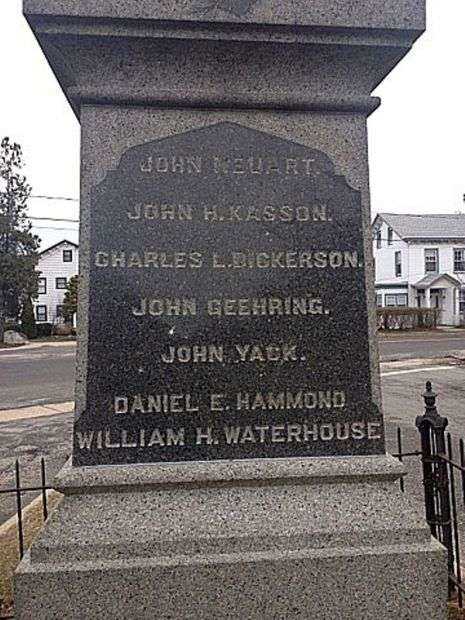 JOHN NEUART.
JOHN H. KASSON.
CHARLES L. DICKERSON.
JOHN GEEHRING.
JOHN YACK.
DANIEL E. HAMMOND
WILLIAM H. WATERHOUSE